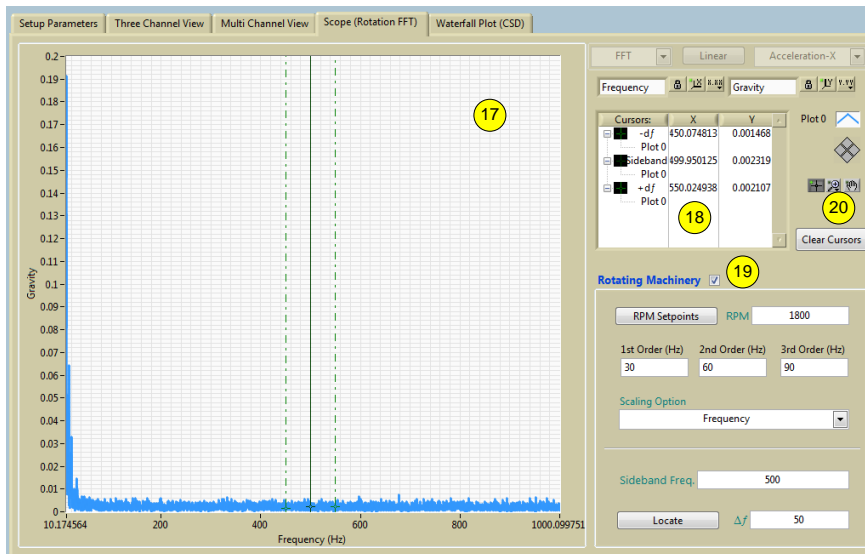 Setup Parameters Three Channel View Multi Channel View Scope (Rotation FFT) Waterfall Plot (CSD)
FFT Linear Acceleration-X
Frequency Gravity
Cursors: X Y
-df 450.074813 0.001468
Plot 0
Sideband 499.950125 0.002319
Plot 0
+df 550.024938 0.002107
Plot 0
Plot 0
17
18
20
Clear Cursors
19
Rotating Machinery
RPM Setpoints RPM 1800
1st Order (Hz) 2nd Order (Hz) 3rd Order (Hz)
30 60 90
Scaling Option
Frequency
Sideband Freq. 500
Locate Δf 50
Gravity
0.2
0.19
0.18
0.17
0.16
0.15
0.14
0.13
0.12
0.11
0.1
0.09
0.08
0.07
0.06
0.05
0.04
0.03
0.02
0.01
0
10.174564 200 400 600 800 1000.099751
Frequency (Hz)